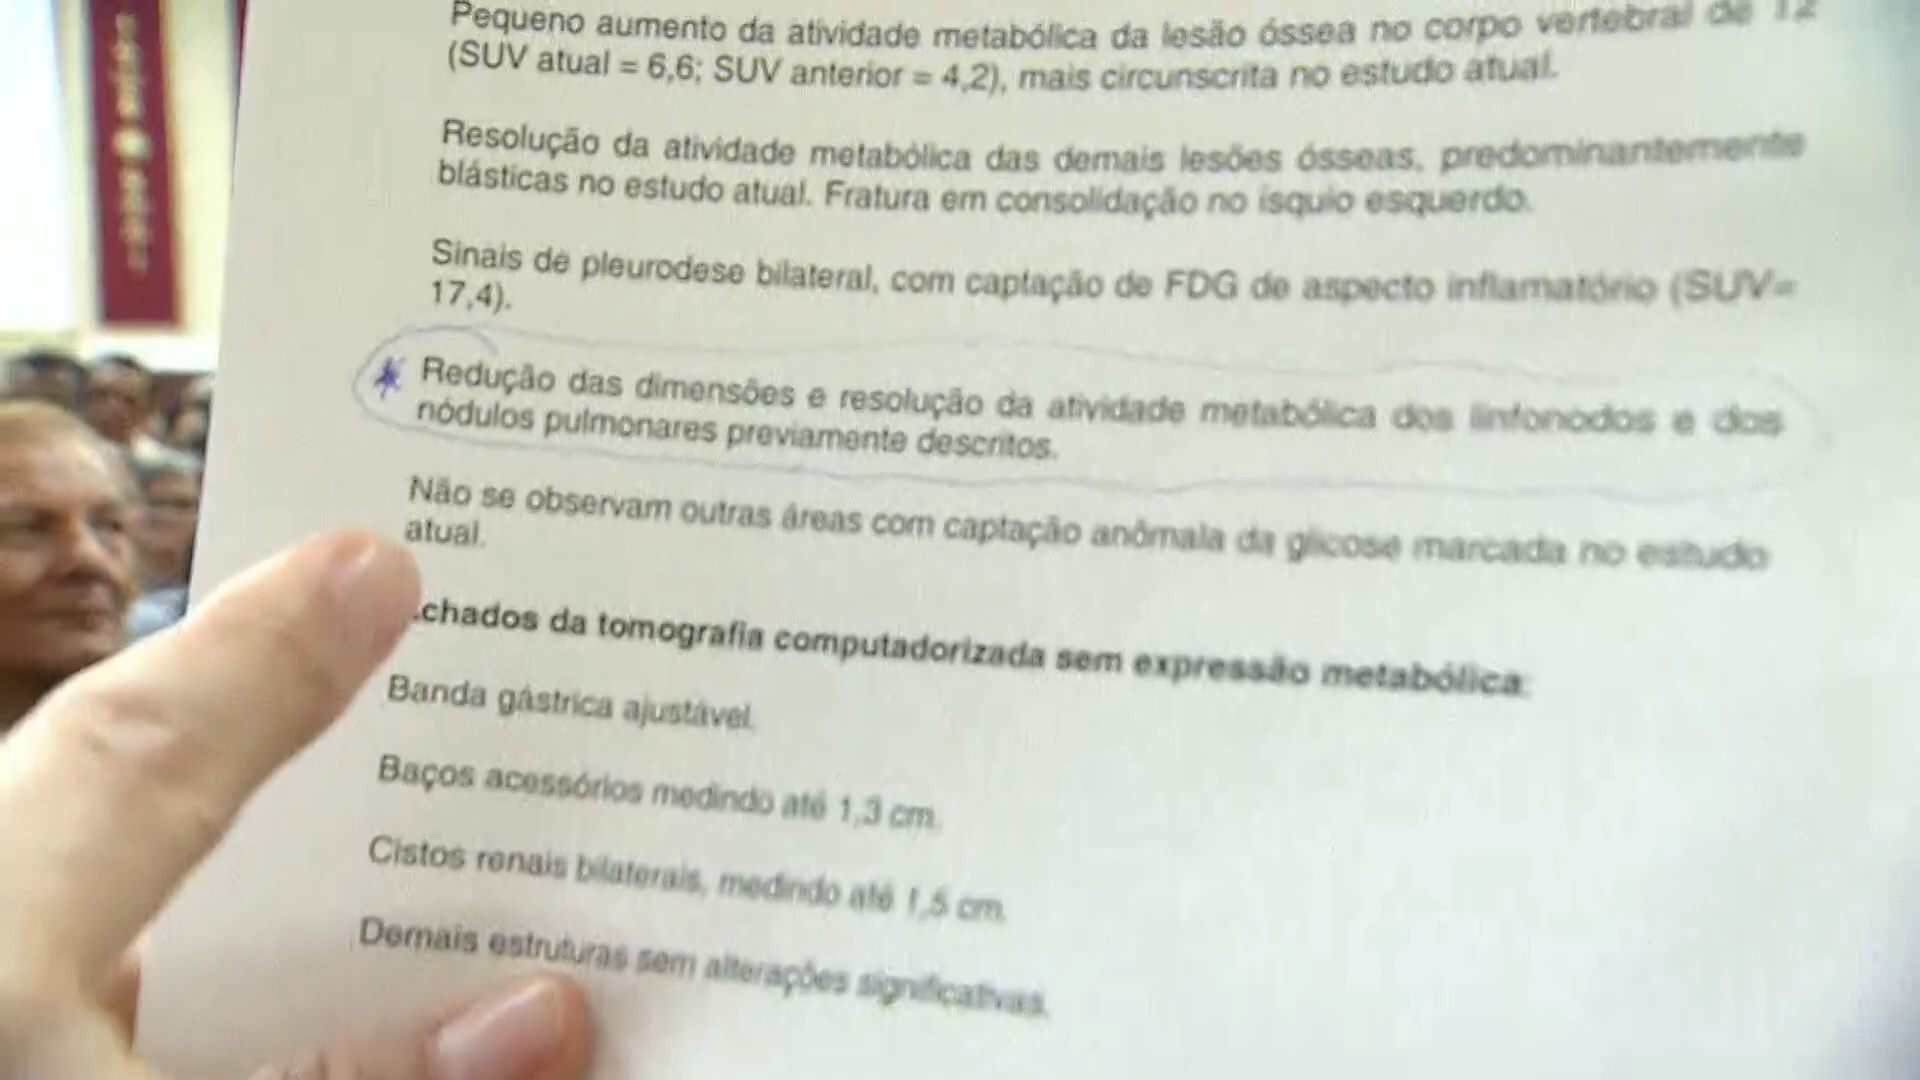 Pequeno aumento da atividade metabólica da lesão óssea no corpo vertebral de
(SUV atual = 6,6; SUV anterior = 4,2), mais circunscrita no estudo atual.
Resolução da atividade metabólica das demais lesões ósseas, predominantemente
blásticas no estudo atual. Fratura em consolidação no ísquio esquerdo.
Sinais de pleurodese bilateral, com captação de FDG de aspecto inflamatório (SUV=
17,4).
Redução das dimensões e resolução da atividade metabólica dos linfonodos e dos
nódulos pulmonares previamente descritos.
Não se observam outras áreas com captação anômala da glicose marcada no estudo
atual.
chados da tomografia computadorizada sem expressão metabólica:
Banda gástrica ajustável.
Baços acessórios medindo até 1,3 cm.
Cistos renais bilaterais, medindo até 1,5 cm.
Demais estruturas sem alterações significativas.